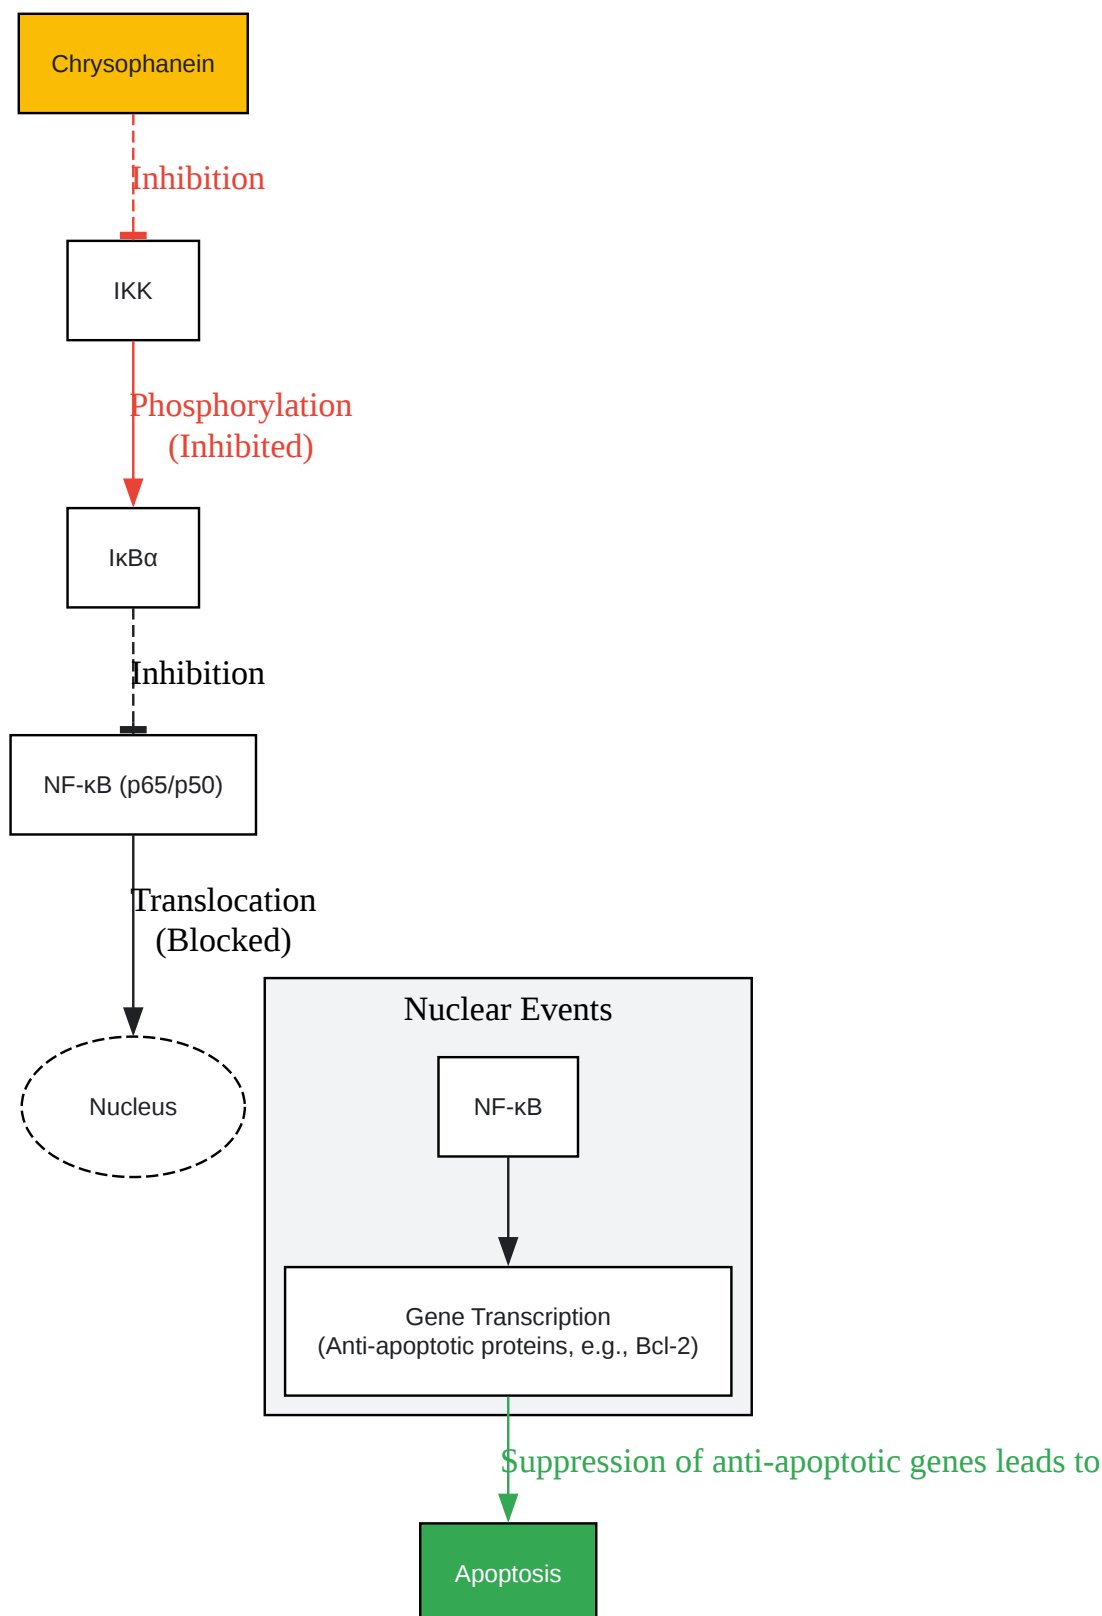 Chrysophanein
Inhibition
IKK
Phosphorylation
(Inhibited)
IκBα
Inhibition
NF-κB (p65/p50)
Translocation
(Blocked)
Nucleus
Nuclear Events
NF-κB
Gene Transcription
(Anti-apoptotic proteins, e.g., Bcl-2)
Suppression of anti-apoptotic genes leads to
Apoptosis